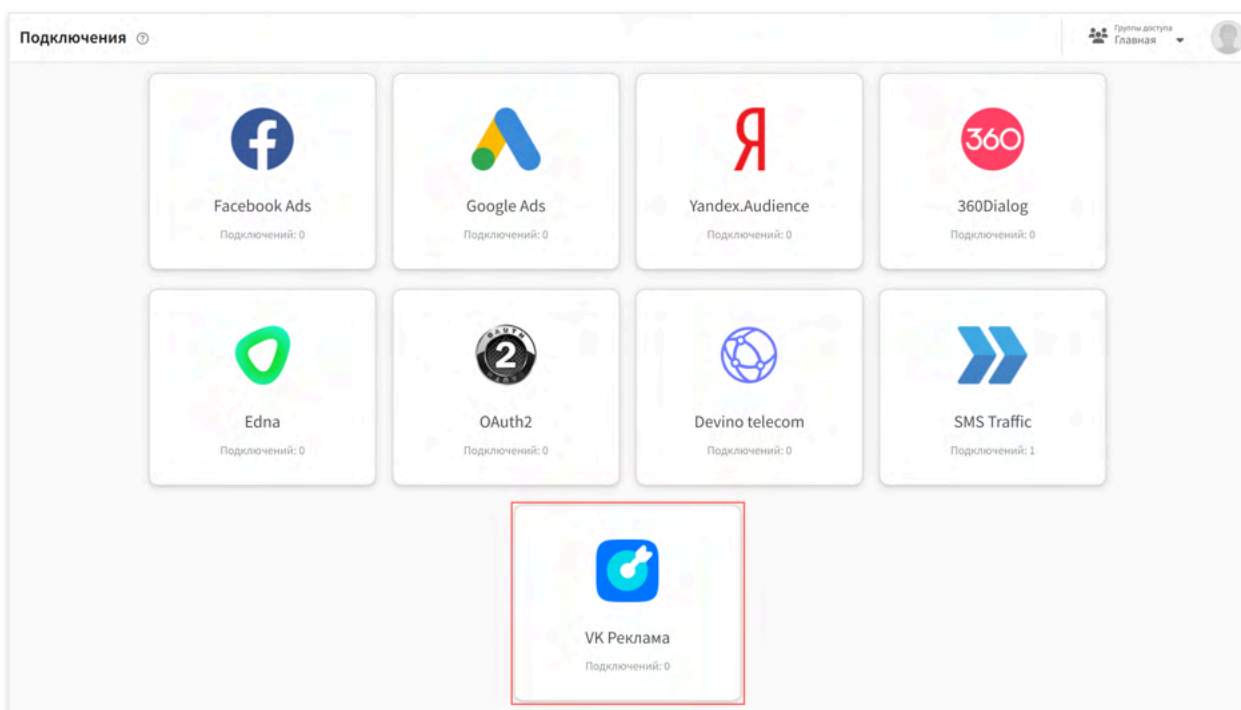 Подключения ?
Группы доступа
Главная
360
Facebook Ads
Google Ads
Yandex.Audience
360Dialog
Подключений: 0
Подключений: 0
Подключений: 0
Подключений: 0
OAUTH
2
Edna
OAuth2
Devino telecom
SMS Traffic
Подключений: 0
Подключений: 0
Подключений: 0
Подключений: 1
VK Реклама
Подключений: 0